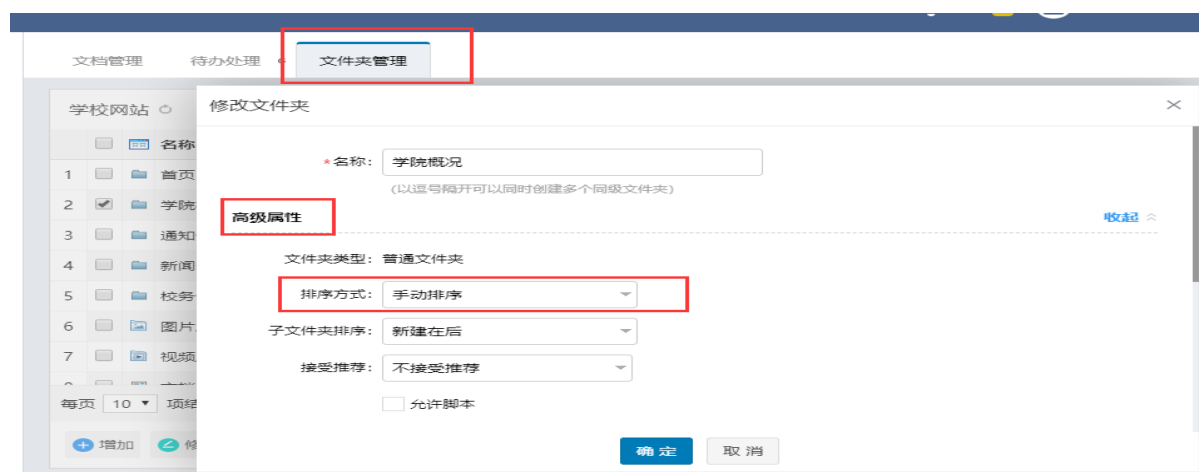 文档管理 待办处理 文件夹管理
学校网站
修改文件夹
名称
1 首页
2 学院
3 通知
4 新闻
5 校务
6 图片
7 视频
每页 10 项结
增加 修
*名称: 学院概况
(以逗号隔开可以同时创建多个同级文件夹)
高级属性 收起
文件夹类型: 普通文件夹
排序方式: 手动排序
子文件夹排序: 新建在后
接受推荐: 不接受推荐
允许脚本
确定 取消